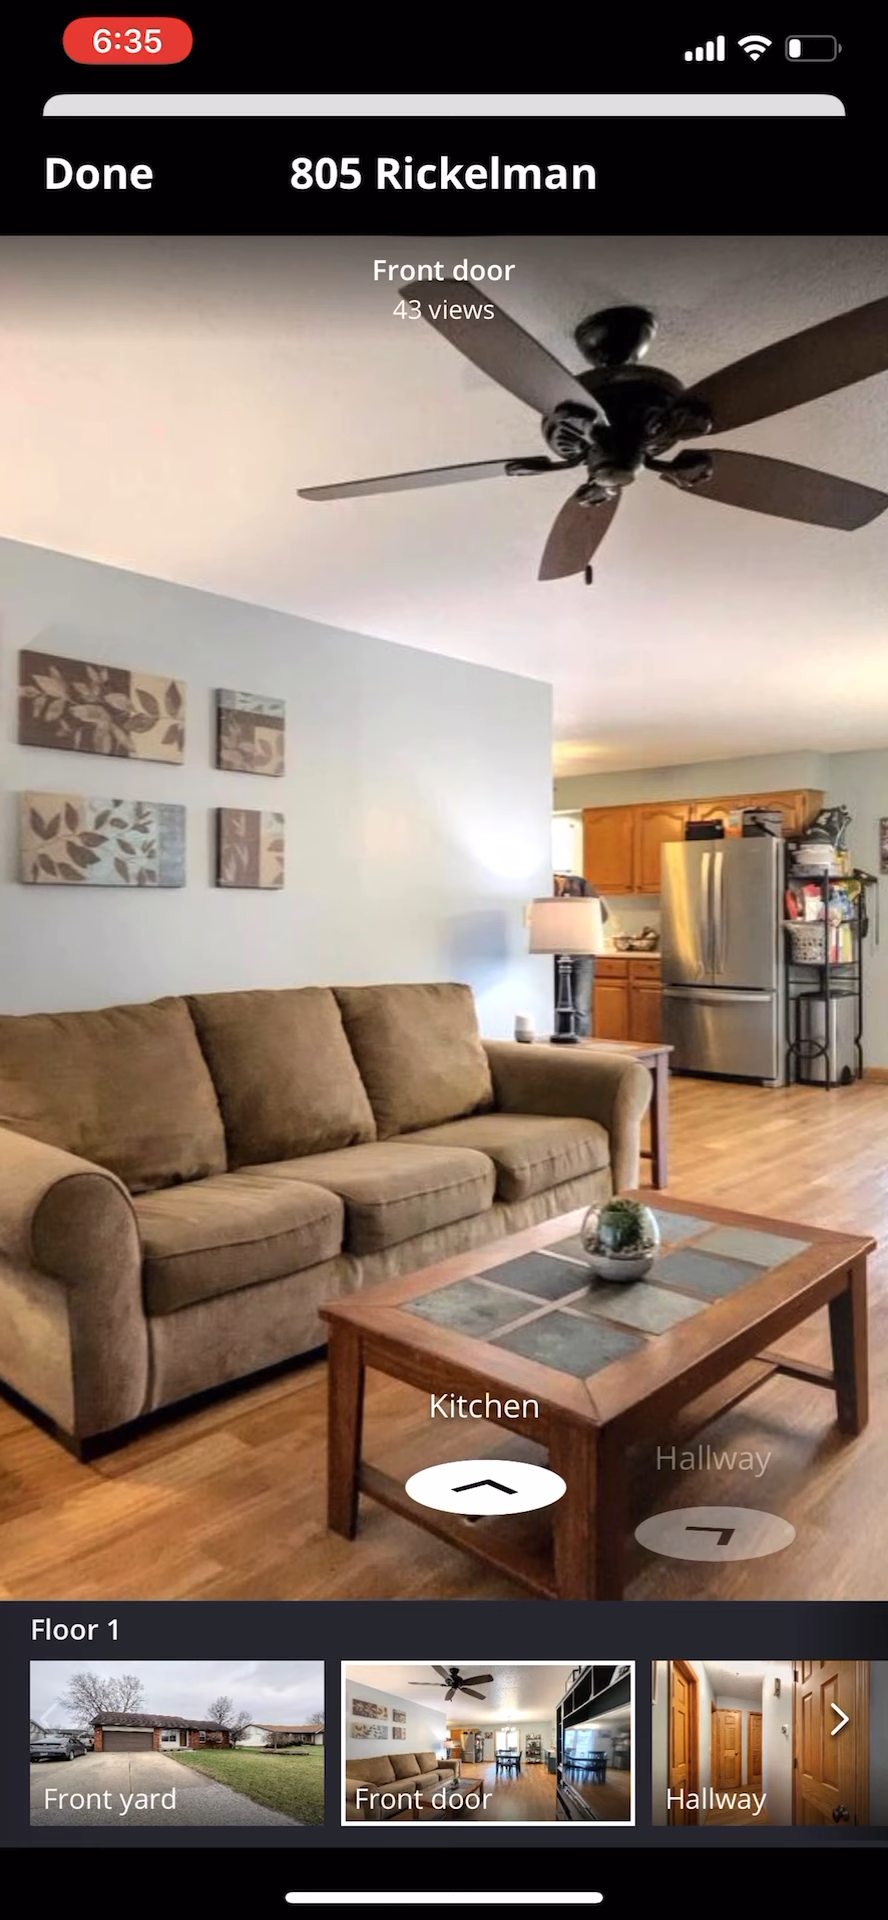 6:35
Done
805 Rickelman
Front door
43 views
Kitchen
Hallway
Floor 1
Front yard
Front door
Hallway